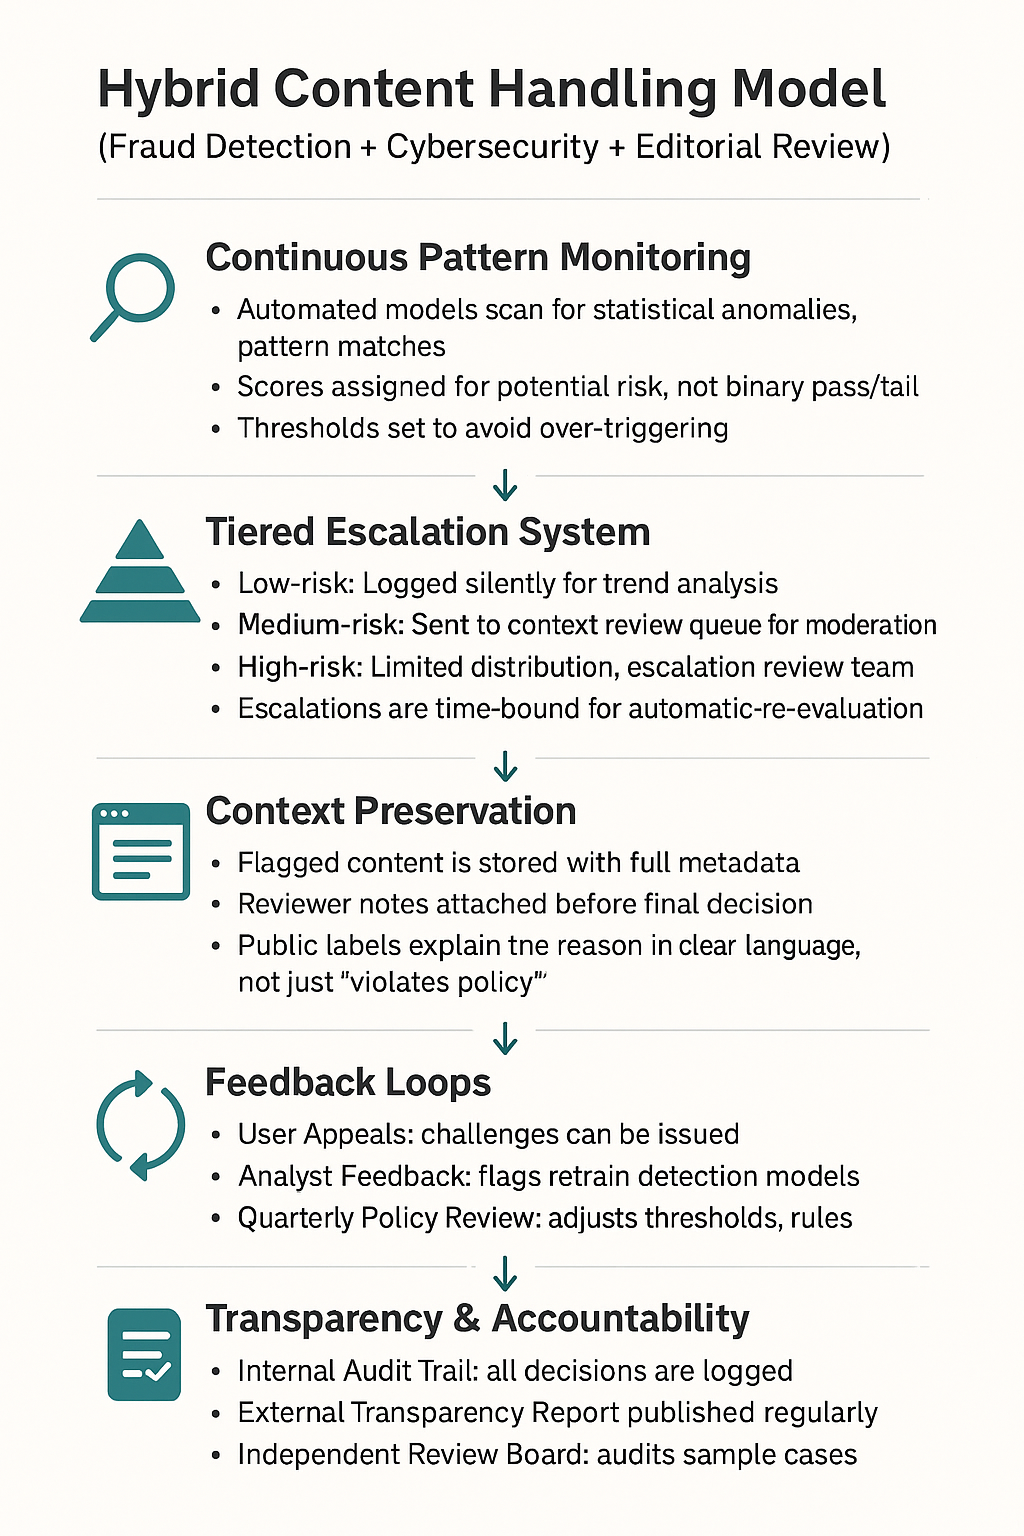 Hybrid Content Handling Model
(Fraud Detection + Cybersecurity + Editorial Review)
Continuous Pattern Monitoring
• Automated models scan for statistical anomalies,
pattern matches
• Scores assigned for potential risk, not binary pass/tail
• Thresholds set to avoid over-triggering
Tiered Escalation System
• Low-risk: Logged silently for trend analysis
• Medium-risk: Sent to context review queue for moderation
• High-risk: Limited distribution, escalation review team
• Escalations are time-bound for automatic-re-evaluation
Context Preservation
• Flagged content is stored with full metadata
• Reviewer notes attached before final decision
• Public labels explain tne reason in clear language,
not just "violates policy"'
Feedback Loops
• User Appeals: challenges can be issued
• Analyst Feedback: flags retrain detection models
• Quarterly Policy Review: adjusts thresholds, rules
Transparency & Accountability
• Internal Audit Trail: all decisions are logged
• External Transparency Report published regularly
• Independent Review Board: audits sample cases